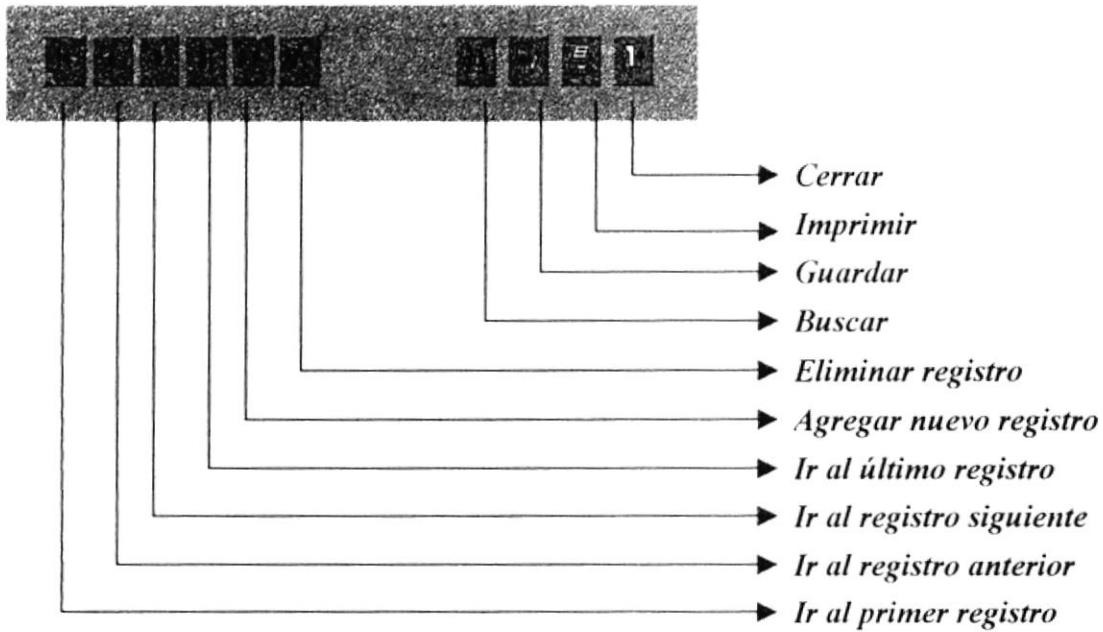 Cerrar
Imprimir
Guardar
Buscar
Eliminar registro
Agregar nuevo registro
Ir al último registro
Ir al registro siguiente
Ir al registro anterior
Ir al primer registro